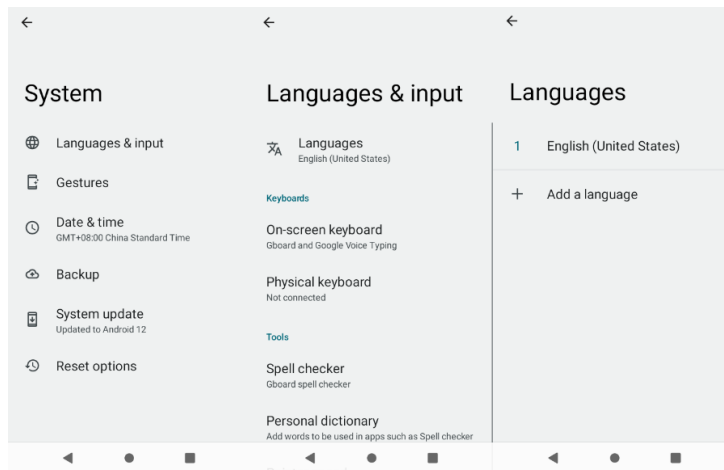 System
Languages & input
Gestures
Date & time
GMT+08:00 China Standard Time
Backup
System update
Updated to Android 12
Reset options
Languages & input
Languages
English (United States)
Keyboards
On-screen keyboard
Gboard and Google Voice Typing
Physical keyboard
Not connected
Tools
Spell checker
Gboard spell checker
Personal dictionary
Add words to be used in apps such as Spell checker
Languages
1 English (United States)
+ Add a language